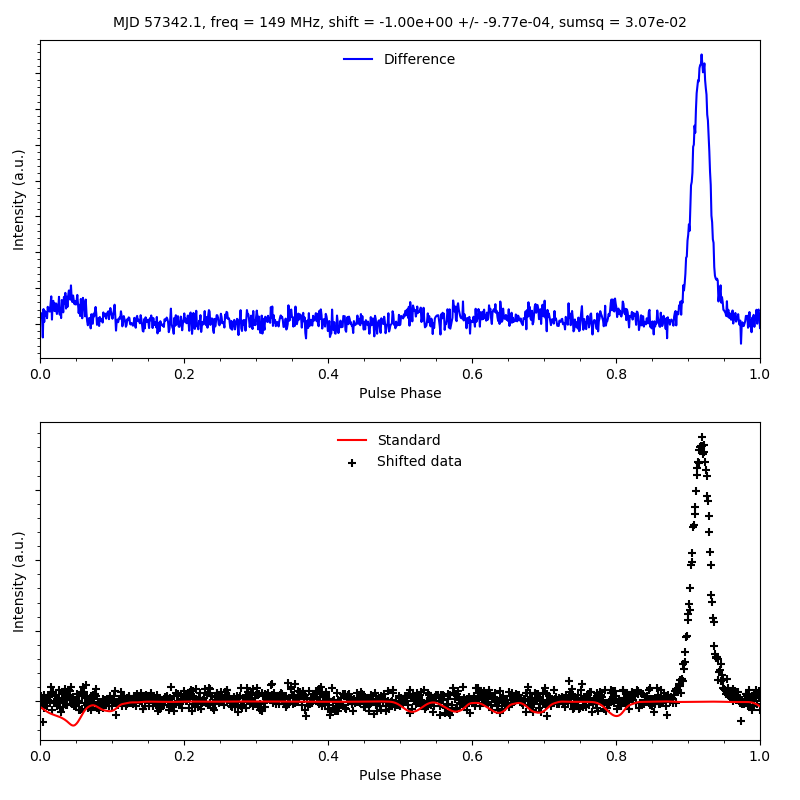 MJD 57342.1, freq = 149 MHz, shift = -1.00e+00 +/- -9.77e-04, sumsq = 3.07e-02
Difference
Intensity (a.u.)
0.0 0.2 0.4 0.6 0.8 1.0
Pulse Phase
Standard
Shifted data
Intensity (a.u.)
0.0 0.2 0.4 0.6 0.8 1.0
Pulse Phase